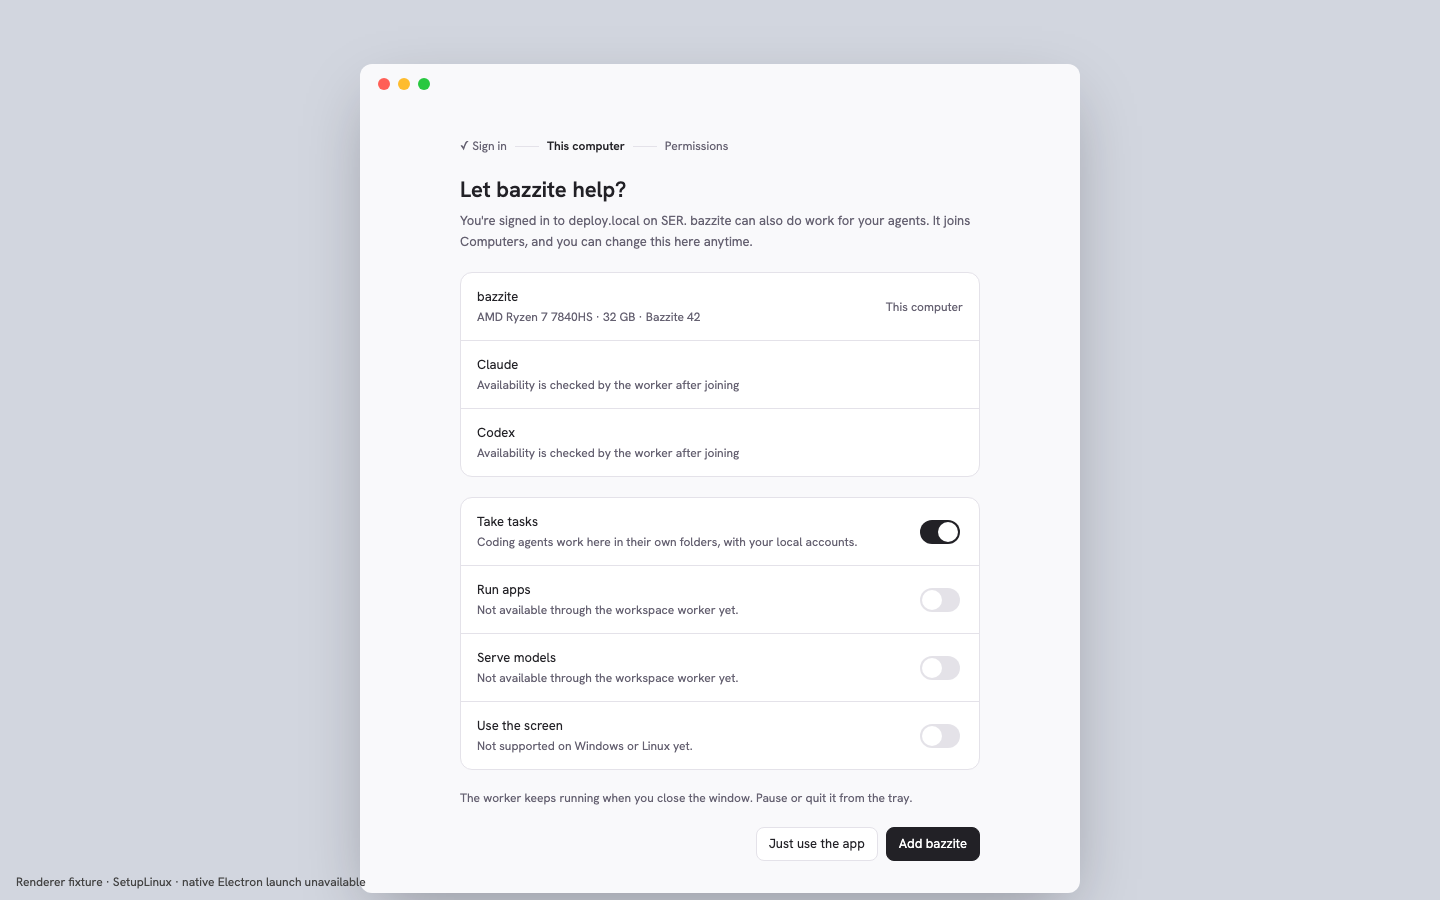 ✓ Sign in
This computer
Permissions
Let bazzite help?
You're signed in to deploy.local on SER. bazzite can also do work for your agents. It joins
Computers, and you can change this here anytime.
bazzite
AMD Ryzen 7 7840HS · 32 GB · Bazzite 42
This computer
Claude
Availability is checked by the worker after joining
Codex
Availability is checked by the worker after joining
Take tasks
Coding agents work here in their own folders, with your local accounts.
Run apps
Not available through the workspace worker yet.
Serve models
Not available through the workspace worker yet.
Use the screen
Not supported on Windows or Linux yet.
The worker keeps running when you close the window. Pause or quit it from the tray.
Just use the app
Add bazzite
Renderer fixture · SetupLinux · native Electron launch unavailable